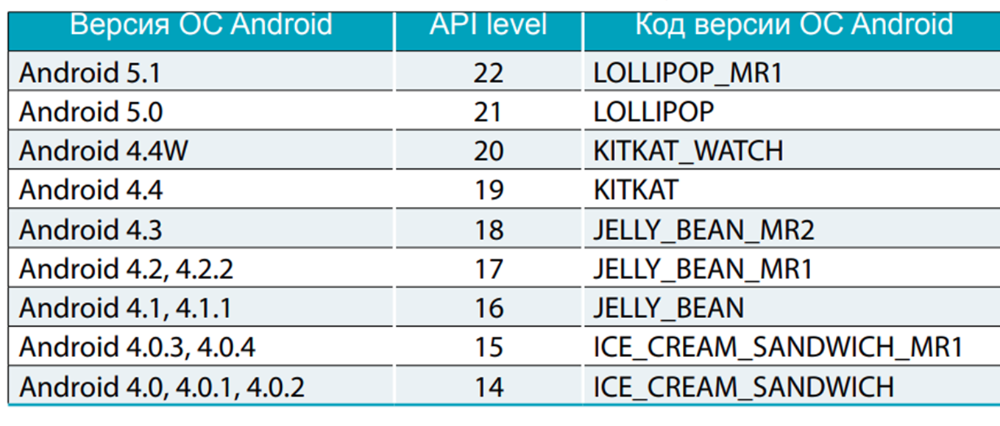 Версия ОС Android API level Код версии ОС Android
Android 5.1 22 LOLLIPOP_MR1
Android 5.0 21 LOLLIPOP
Android 4.4W 20 KITKAT_WATCH
Android 4.4 19 KITKAT
Android 4.3 18 JELLY_BEAN_MR2
Android 4.2, 4.2.2 17 JELLY_BEAN_MR1
Android 4.1, 4.1.1 16 JELLY_BEAN
Android 4.0.3, 4.0.4 15 ICE_CREAM_SANDWICH_MR1
Android 4.0, 4.0.1, 4.0.2 14 ICE_CREAM_SANDWICH